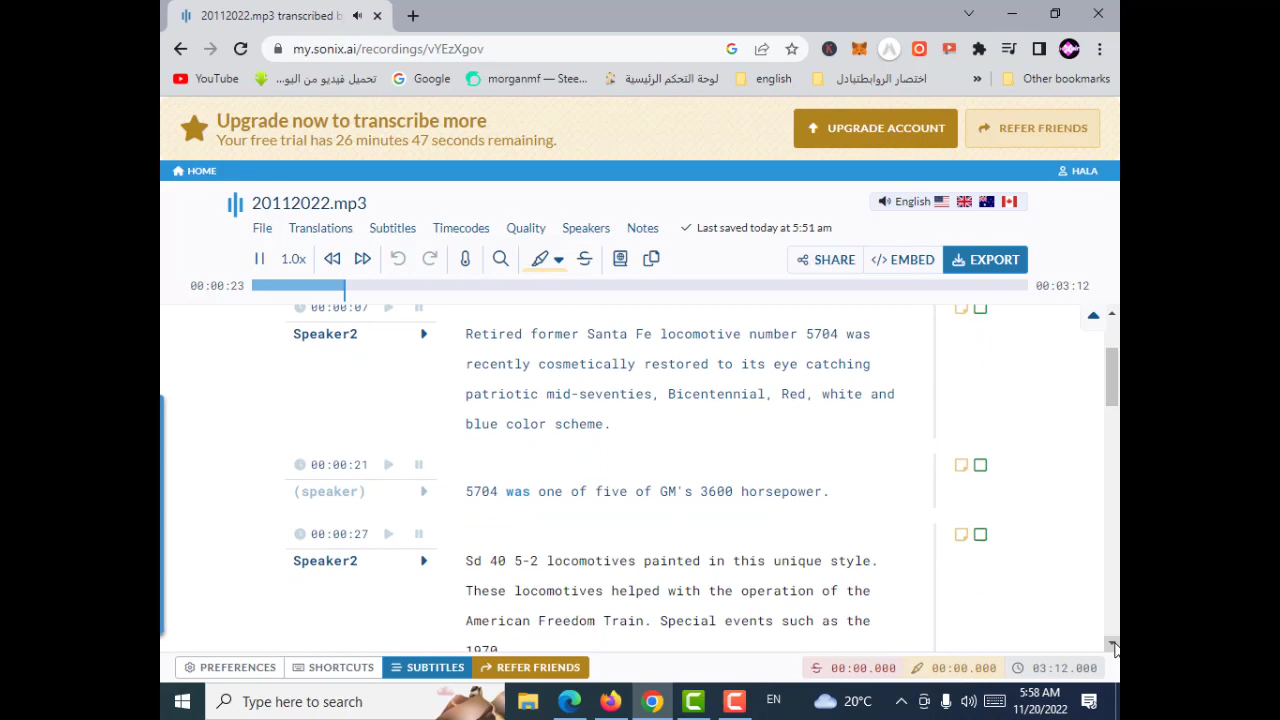 20112022.mp3 transcribed b
my.sonix.ai/recordings/vYEzXgov
YouTube
تحميل فيديو من اليو...
Google
morganmf — Stee...
لوحة التحكم الرئيسية
english
اختصار الروابطتبادل
»
Other bookmarks
Upgrade now to transcribe more
Your free trial has 26 minutes 47 seconds remaining.
UPGRADE ACCOUNT
REFER FRIENDS
HOME
HALA
20112022.mp3
English
File Translations Subtitles Timecodes Quality Speakers Notes
Last saved today at 5:51 am
1.0x
SHARE
</> EMBED
EXPORT
00:00:23
00:03:12
00:00:07
Speaker2
Retired former Santa Fe locomotive number 5704 was
recently cosmetically restored to its eye catching
patriotic mid-seventies, Bicentennial, Red, white and
blue color scheme.
00:00:21
(speaker)
5704 was one of five of GM's 3600 horsepower.
00:00:27
Speaker2
Sd 40 5-2 locomotives painted in this unique style.
These locomotives helped with the operation of the
American Freedom Train. Special events such as the
1970
PREFERENCES
SHORTCUTS
SUBTITLES
REFER FRIENDS
00:00.000
00:00.000
03:12.000
Type here to search
EN
20°C
5:58 AM
11/20/2022